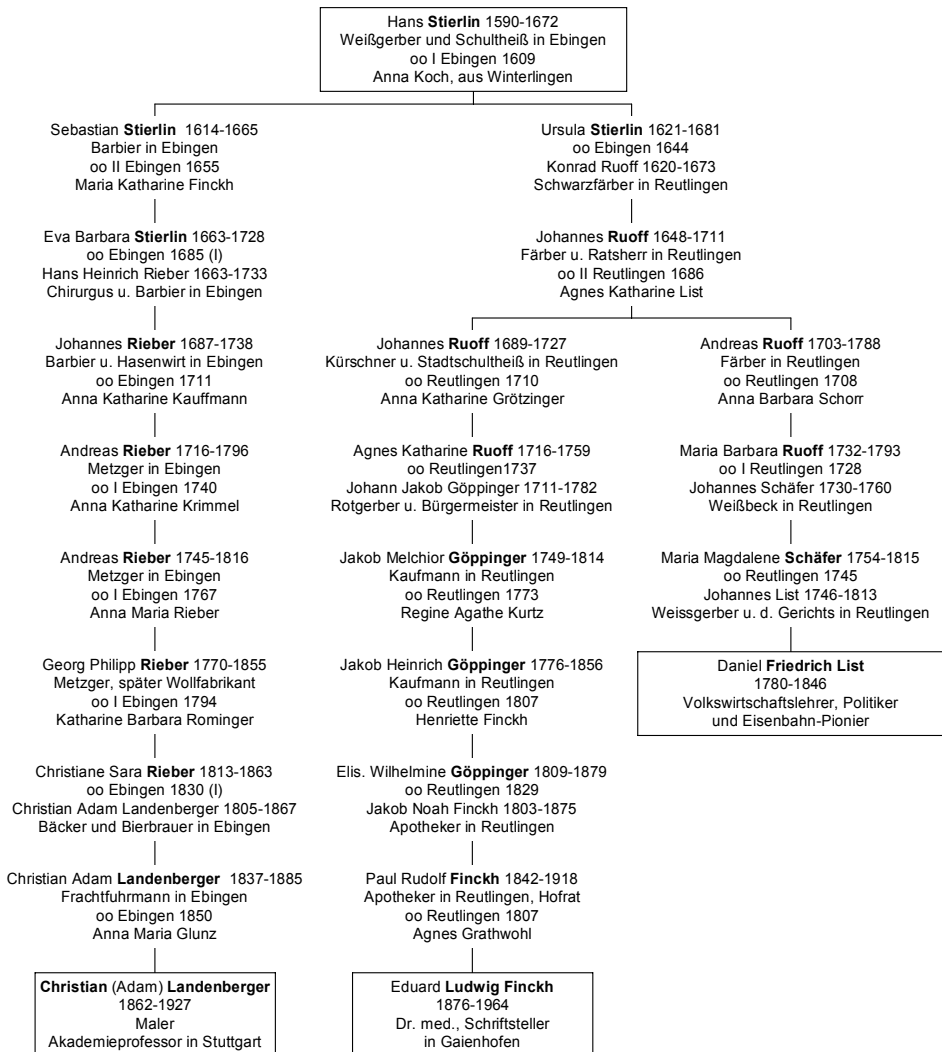 Hans Stierlin 1590-1672
Weißgerber und Schultheiß in Ebingen
oo I Ebingen 1609
Anna Koch, aus Winterlingen
Sebastian Stierlin 1614-1665
Barbier in Ebingen
oo II Ebingen 1655
Maria Katharine Finckh
Ursula Stierlin 1621-1681
oo Ebingen 1644
Konrad Ruoff 1620-1673
Schwarzfärber in Reutlingen
Eva Barbara Stierlin 1663-1728
oo Ebingen 1685 (I)
Hans Heinrich Rieber 1663-1733
Chirurgus u. Barbier in Ebingen
Johannes Ruoff 1648-1711
Färber u. Ratsherr in Reutlingen
oo II Reutlingen 1686
Agnes Katharine List
Johannes Rieber 1687-1738
Barbier u. Hasenwirt in Ebingen
oo Ebingen 1711
Anna Katharine Kauffmann
Johannes Ruoff 1689-1727
Kürschner u. Stadtschultheiß in Reutlingen
oo Reutlingen 1710
Anna Katharine Grötzinger
Andreas Ruoff 1703-1788
Färber in Reutlingen
oo Reutlingen 1708
Anna Barbara Schorr
Andreas Rieber 1716-1796
Metzger in Ebingen
oo I Ebingen 1740
Anna Katharine Krimmel
Agnes Katharine Ruoff 1716-1759
oo Reutlingen1737
Johann Jakob Göppinger 1711-1782
Rotgerber u. Bürgermeister in Reutlingen
Maria Barbara Ruoff 1732-1793
oo I Reutlingen 1728
Johannes Schäfer 1730-1760
Weißbeck in Reutlingen
Andreas Rieber 1745-1816
Metzger in Ebingen
oo I Ebingen 1767
Anna Maria Rieber
Jakob Melchior Göppinger 1749-1814
Kaufmann in Reutlingen
oo Reutlingen 1773
Regine Agathe Kurtz
Maria Magdalene Schäfer 1754-1815
oo Reutlingen 1745
Johannes List 1746-1813
Weissgerber u. d. Gerichts in Reutlingen
Georg Philipp Rieber 1770-1855
Metzger, später Wollfabrikant
oo I Ebingen 1794
Katharine Barbara Rominger
Jakob Heinrich Göppinger 1776-1856
Kaufmann in Reutlingen
oo Reutlingen 1807
Henriette Finckh
Daniel Friedrich List
1780-1846
Volkswirtschaftslehrer, Politiker
und Eisenbahn-Pionier
Christiane Sara Rieber 1813-1863
oo Ebingen 1830 (I)
Christian Adam Landenberger 1805-1867
Bäcker und Bierbrauer in Ebingen
Elis. Wilhelmine Göppinger 1809-1879
oo Reutlingen 1829
Jakob Noah Finckh 1803-1875
Apotheker in Reutlingen
Christian Adam Landenberger 1837-1885
Frachtfuhrmann in Ebingen
oo Ebingen 1850
Anna Maria Glunz
Paul Rudolf Finckh 1842-1918
Apotheker in Reutlingen, Hofrat
oo Reutlingen 1807
Agnes Grathwohl
Christian (Adam) Landenberger
1862-1927
Maler
Akademieprofessor in Stuttgart
Eduard Ludwig Finckh
1876-1964
Dr. med., Schriftsteller
in Gaienhofen